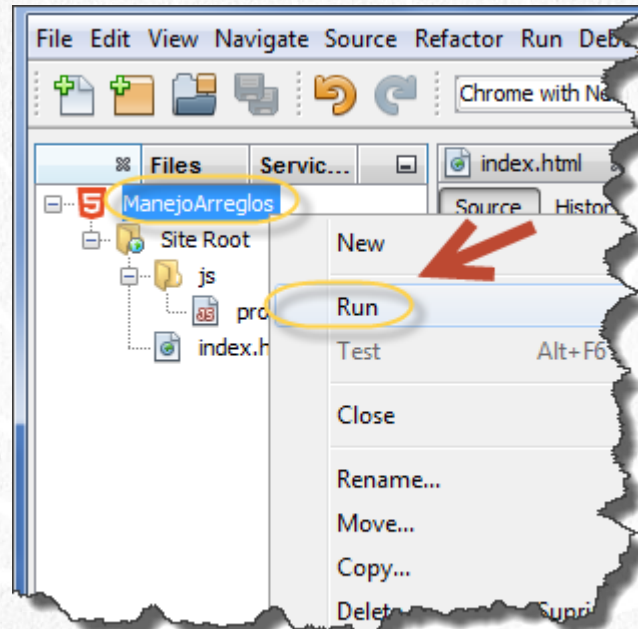 File Edit View Navigate Source Refactor Run
Chrome with
Files Servic...
index.html
ManejoArreglos
Source
Site Root
New
js
Run
Test Alt+F6
Close
Rename...
Move...
Copy...
Delete